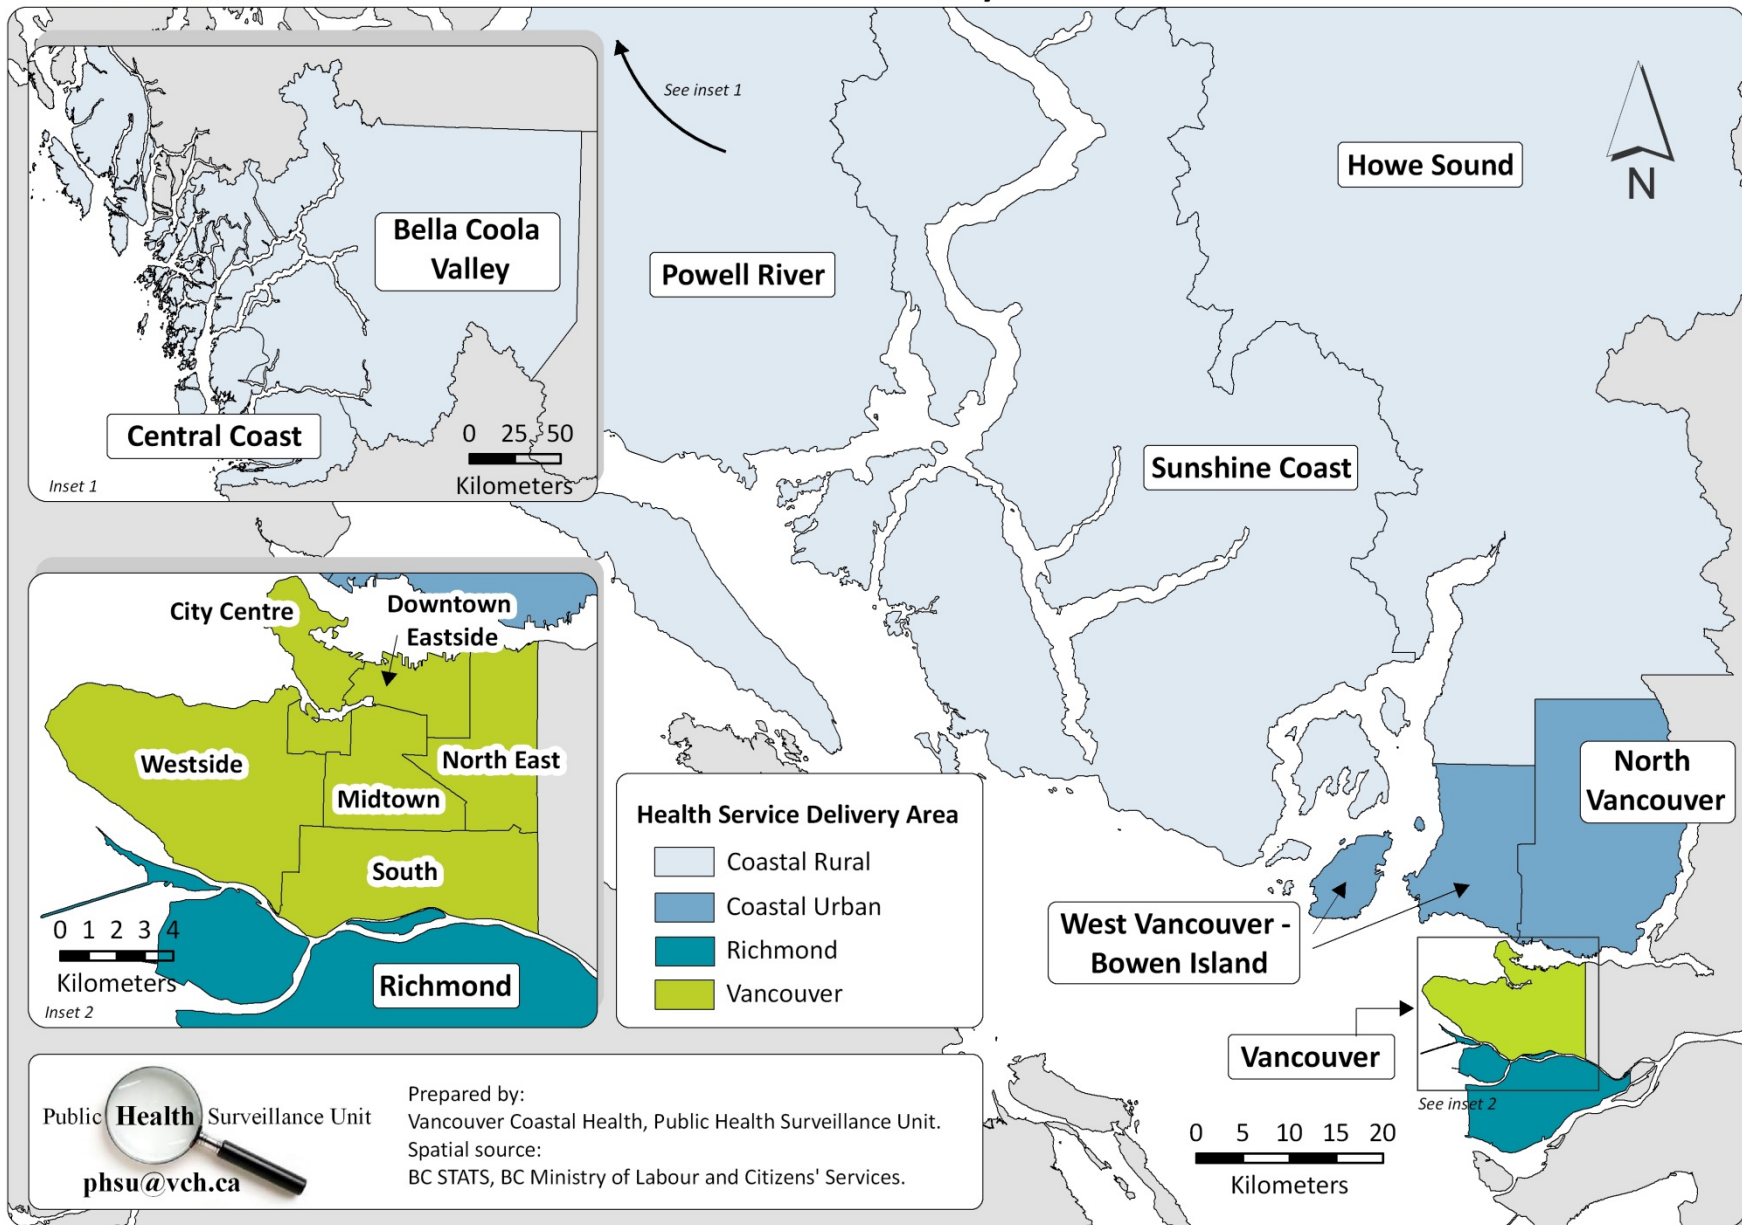 See inset 1
N
Howe Sound
Bella Coola
Valley
Powell River
Central Coast
0 25 50
Kilometers
Inset 1
Sunshine Coast
City Centre
Downtown
Eastside
Westside
North East
Midtown
South
0 1 2 3 4
Kilometers
Richmond
Inset 2
Health Service Delivery Area
Coastal Rural
Coastal Urban
Richmond
Vancouver
North
Vancouver
West Vancouver -
Bowen Island
Vancouver
See inset 2
0 5 10 15 20
Kilometers
Public Health Surveillance Unit
phsu@vch.ca
Prepared by:
Vancouver Coastal Health, Public Health Surveillance Unit.
Spatial source:
BC STATS, BC Ministry of Labour and Citizens' Services.